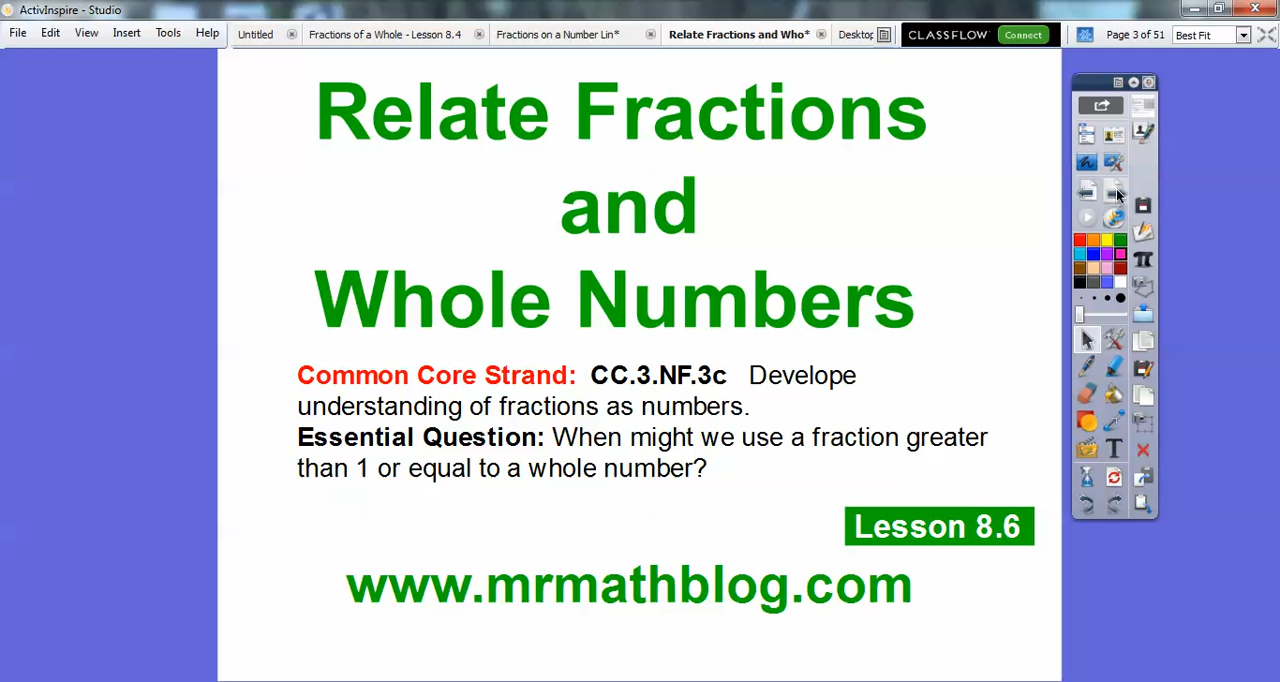 ActivInspire - Studio
File Edit View Insert Tools Help
Untitled
Fractions of a Whole - Lesson 8.4
Fractions on a Number Lin*
Relate Fractions and Who*
Desktop
CLASSFLOW
Connect
Page 3 of 51
Best Fit
Relate Fractions
and
Whole Numbers
Common Core Strand: CC.3.NF.3c Develope
understanding of fractions as numbers.
Essential Question: When might we use a fraction greater
than 1 or equal to a whole number?
Lesson 8.6
www.mrmathblog.com